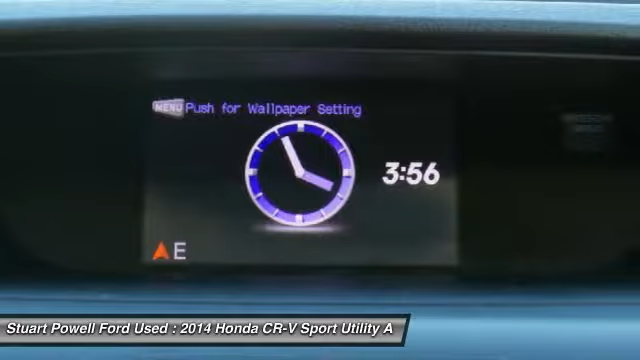 MENU Push for Wallpaper Setting
3:56
E
Stuart Powell Ford Used : 2014 Honda CR-V Sport Utility A